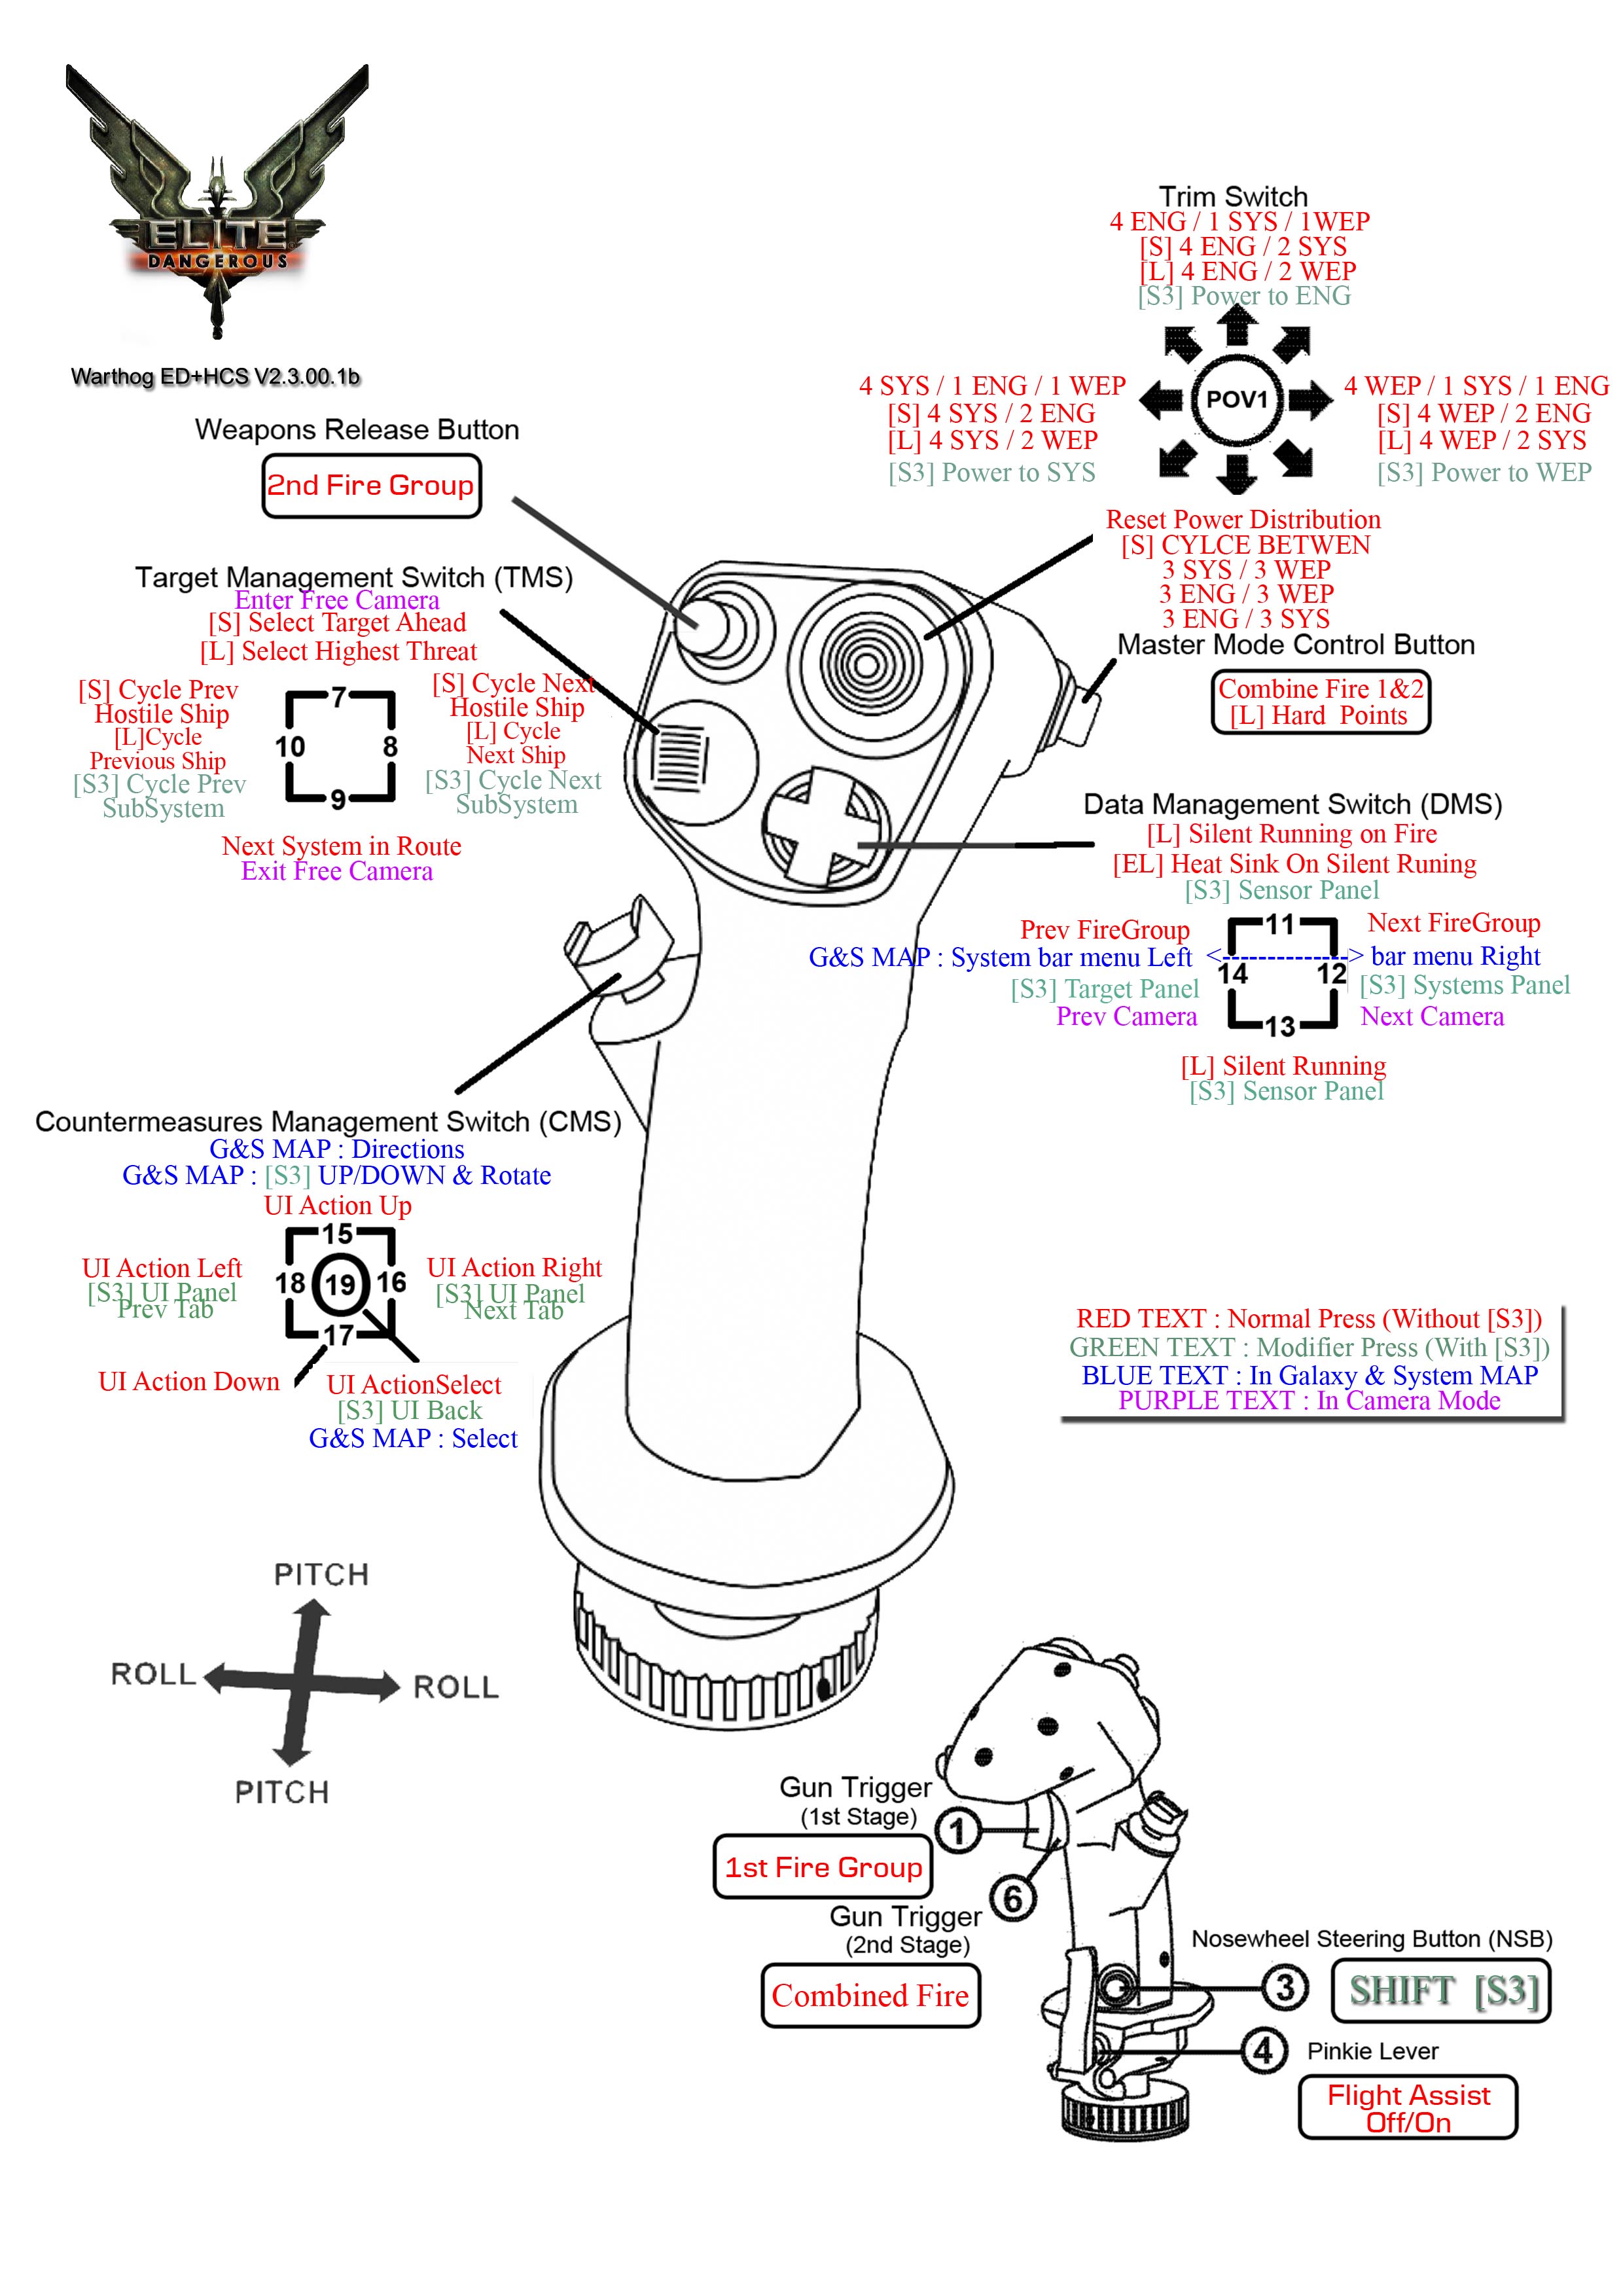 ELITE
DANGEROUS
Warthog ED+HCS V2.3.00.1b
Trim Switch
4 ENG / 1 SYS / 1WEP
[S] 4 ENG / 2 SYS
[L] 4 ENG / 2 WEP
[S3] Power to ENG
4 SYS / 1 ENG / 1 WEP
[S] 4 SYS / 2 ENG
[L] 4 SYS / 2 WEP
[S3] Power to SYS
POV1
4 WEP / 1 SYS / 1 ENG
[S] 4 WEP / 2 ENG
[L] 4 WEP / 2 SYS
[S3] Power to WEP
Reset Power Distribution
[S] CYLCE BETWEN
3 SYS / 3 WEP
3 ENG / 3 WEP
3 ENG / 3 SYS
Weapons Release Button
2nd Fire Group
Target Management Switch (TMS)
Enter Free Camera
[S] Select Target Ahead
[L] Select Highest Threat
[S] Cycle Prev
Hostile Ship
[L]Cycle
Previous Ship
[S3] Cycle Prev
SubSystem
7
10
8
9
[S] Cycle Next
Hostile Ship
[L] Cycle
Next Ship
[S3] Cycle Next
SubSystem
Next System in Route
Exit Free Camera
Master Mode Control Button
Combine Fire 1&2
[L] Hard Points
Data Management Switch (DMS)
[L] Silent Running on Fire
[EL] Heat Sink On Silent Runing
[S3] Sensor Panel
Prev FireGroup
G&S MAP : System bar menu Left <
[S3] Target Panel
Prev Camera
11
14
12
13
Next FireGroup
> bar menu Right
[S3] Systems Panel
Next Camera
[L] Silent Running
[S3] Sensor Panel
Countermeasures Management Switch (CMS)
G&S MAP : Directions
G&S MAP : [S3] UP/DOWN & Rotate
UI Action Up
UI Action Left
[S3] UI Panel
Prev Tab
15
18
19
16
17
UI Action Right
[S3] UI Panel
Next Tab
UI Action Down
UI ActionSelect
[S3] UI Back
G&S MAP : Select
RED TEXT : Normal Press (Without [S3])
GREEN TEXT : Modifier Press (With [S3])
BLUE TEXT : In Galaxy & System MAP
PURPLE TEXT : In Camera Mode
PITCH
ROLL
ROLL
PITCH
Gun Trigger
(1st Stage)
1
1st Fire Group
6
Gun Trigger
(2nd Stage)
Combined Fire
Nosewheel Steering Button (NSB)
3
SHIFT [S3]
4
Pinkie Lever
Flight Assist
Off/On